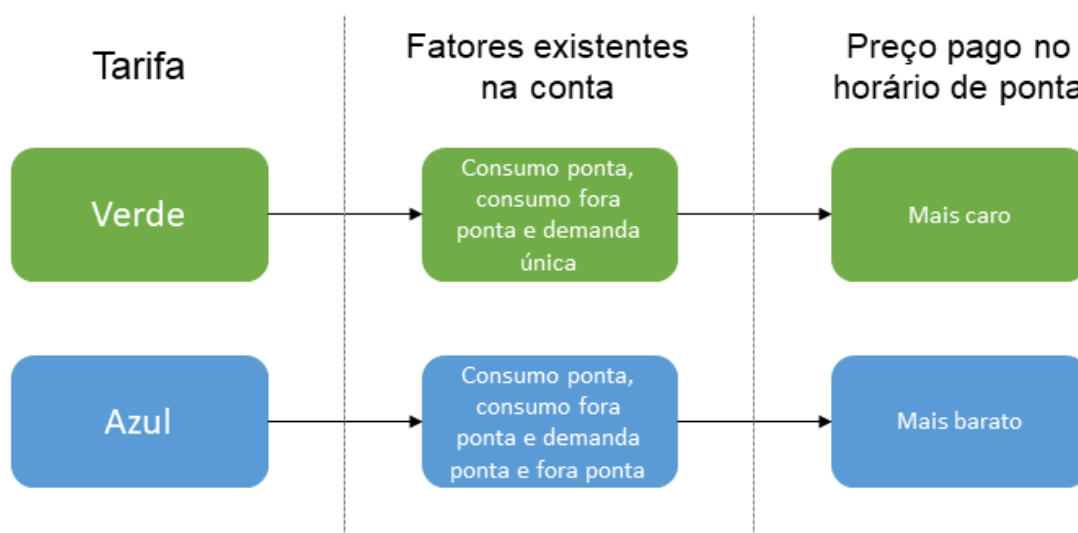 Tarifa
Fatores existentes
na conta
Preço pago no
horário de ponta
Verde
Consumo ponta,
consumo fora
ponta e demanda
única
Mais caro
Azul
Consumo ponta,
consumo fora
ponta e demanda
ponta e fora ponta
Mais barato